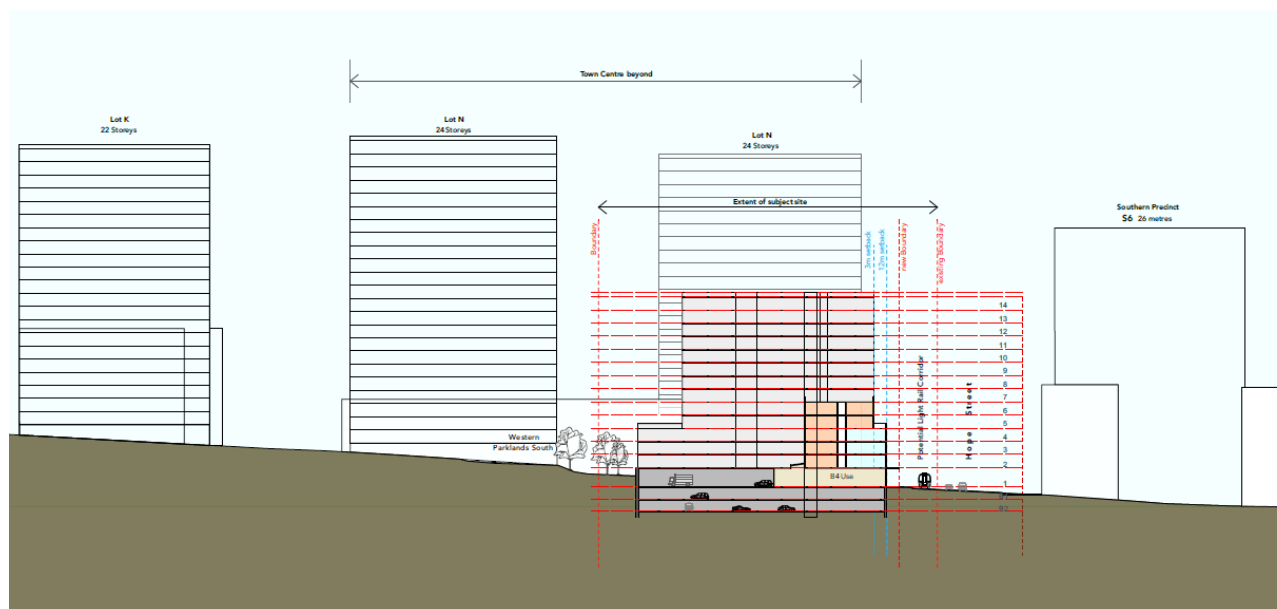 Town Centre beyond
Lot K
22 Storeys
Lot N
24 Storeys
Lot N
24 Storeys
Extent of subject site
Southern Precinct
S6 26 metres
Boundary
3m setback
12m setback
new Boundary
existing Boundary
14
13
12
11
10
9
8
7
6
5
4
3
2
1
B2
Potential Light Rail Corridor
Hope Street
Western
Parklands South
B4 Use